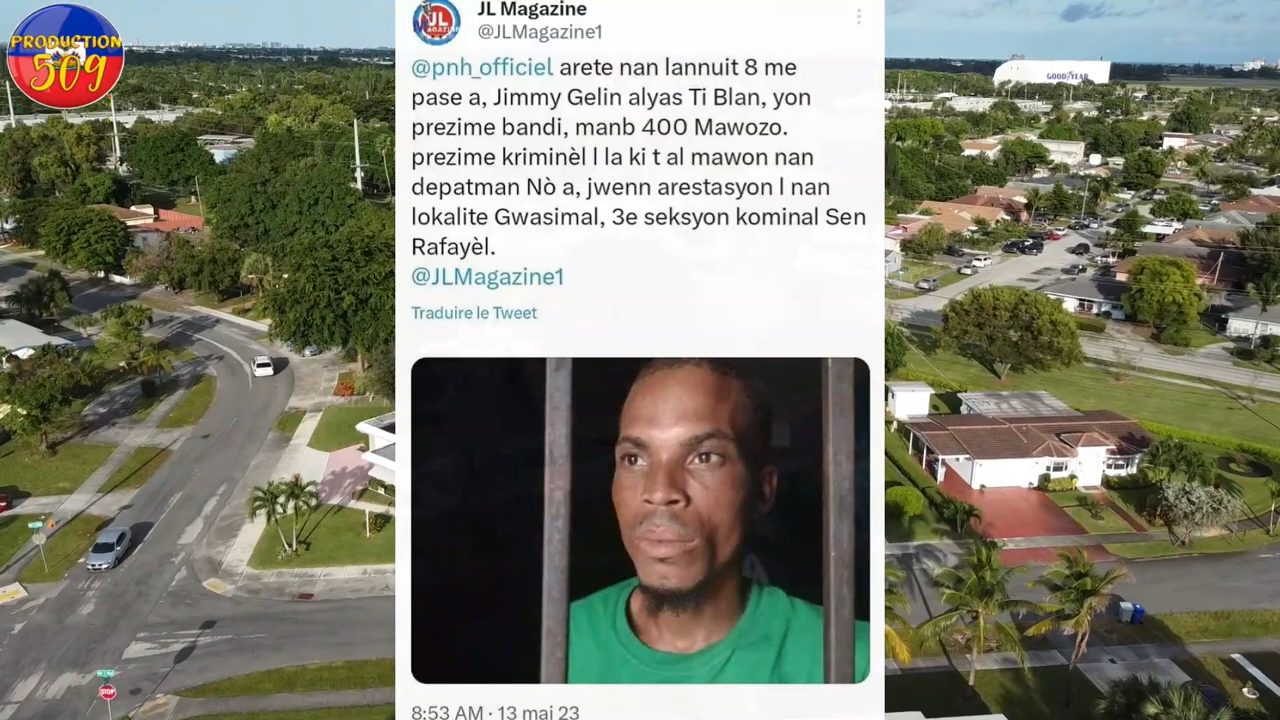 PRODUCTION
509
JL Magazine
@JLMagazine1
@pnh_officiel arete nan lannuit 8 me
pase a, Jimmy Gelin alyas Ti Blan, yon
prezime bandi, manb 400 Mawozo.
prezime kriminèl l la ki t al mawon nan
depatman Nò a, jwenn arestasyon l nan
lokalite Gwasimal, 3e seksyon kominal Sen
Rafayèl.
@JLMagazine1
Traduire le Tweet
8:53 AM · 13 mai 23
GOODYEAR
STOP